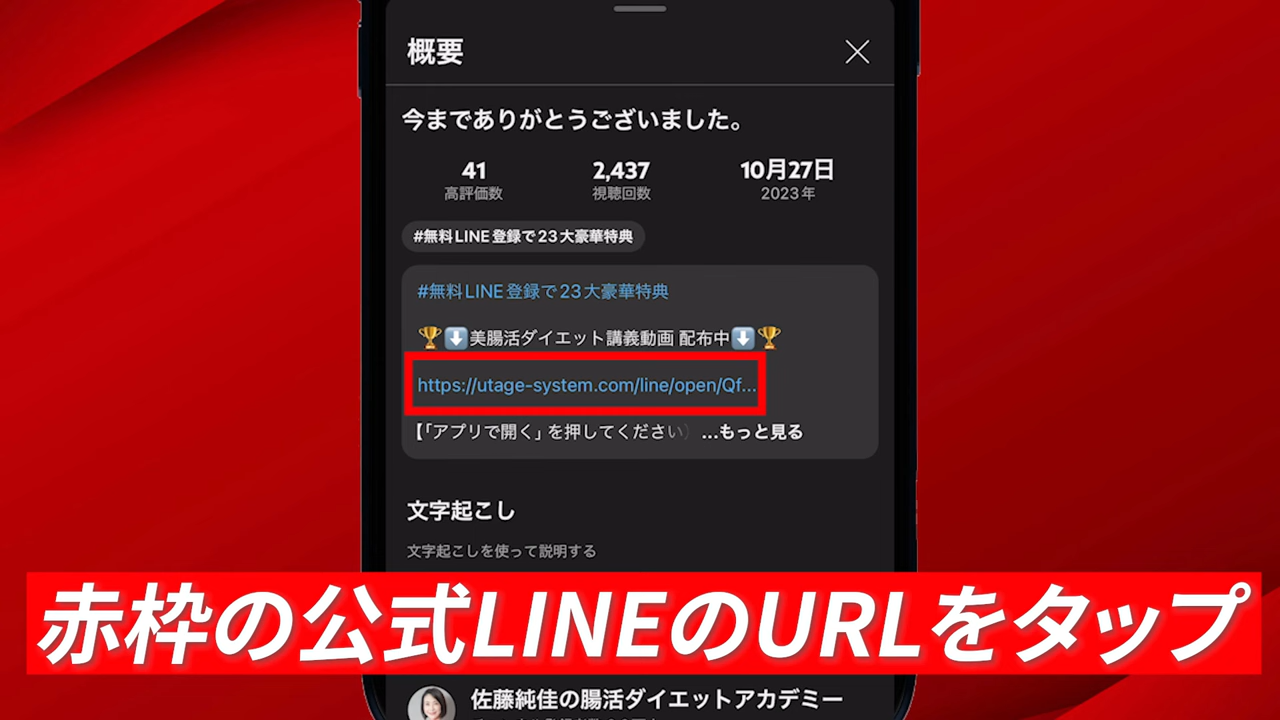 概要
今までありがとうございました。
41 2,437 10月27日
高評価数 視聴回数 2023年
#無料LINE登録で23大豪華特典
#無料LINE登録で23大豪華特典
🏆⬇️美腸活ダイエット講義動画 配布中⬇️🏆
https://utage-system.com/line/open/Qf...
【「アプリで開く」を押してください）...もっと見る
文字起こし
文字起こしを使って説明する
赤枠の公式LINEのURLをタップ
佐藤純佳の腸活ダイエットアカデミー